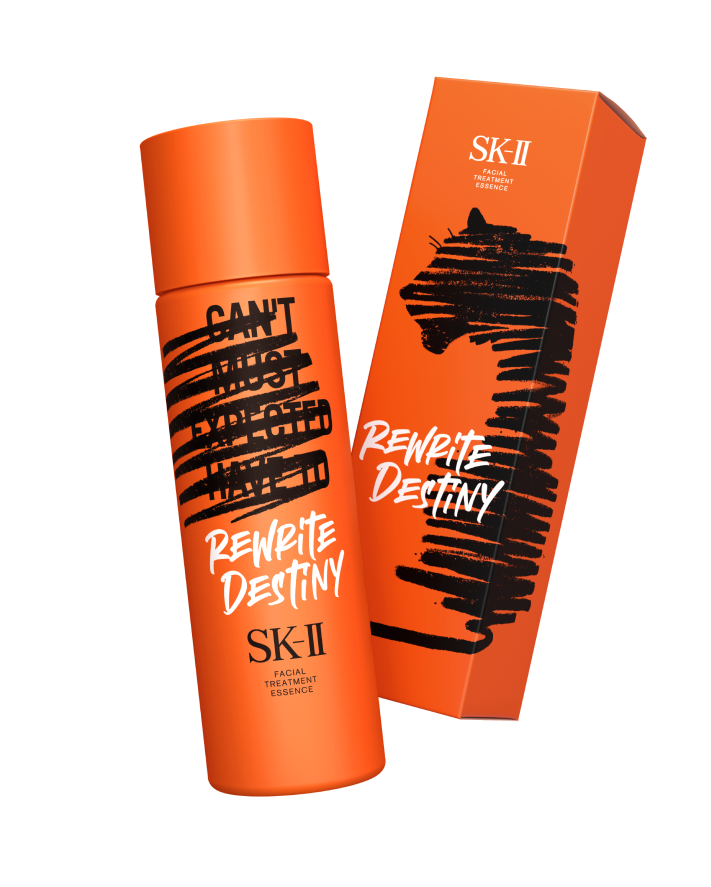 CAN'T
MUST
EXPECTED
HAVE TO
REWRITE
DESTINY
SK-II
FACIAL
TREATMENT
ESSENCE
SK-II
FACIAL
TREATMENT
ESSENCE
REWRITE
DESTINY